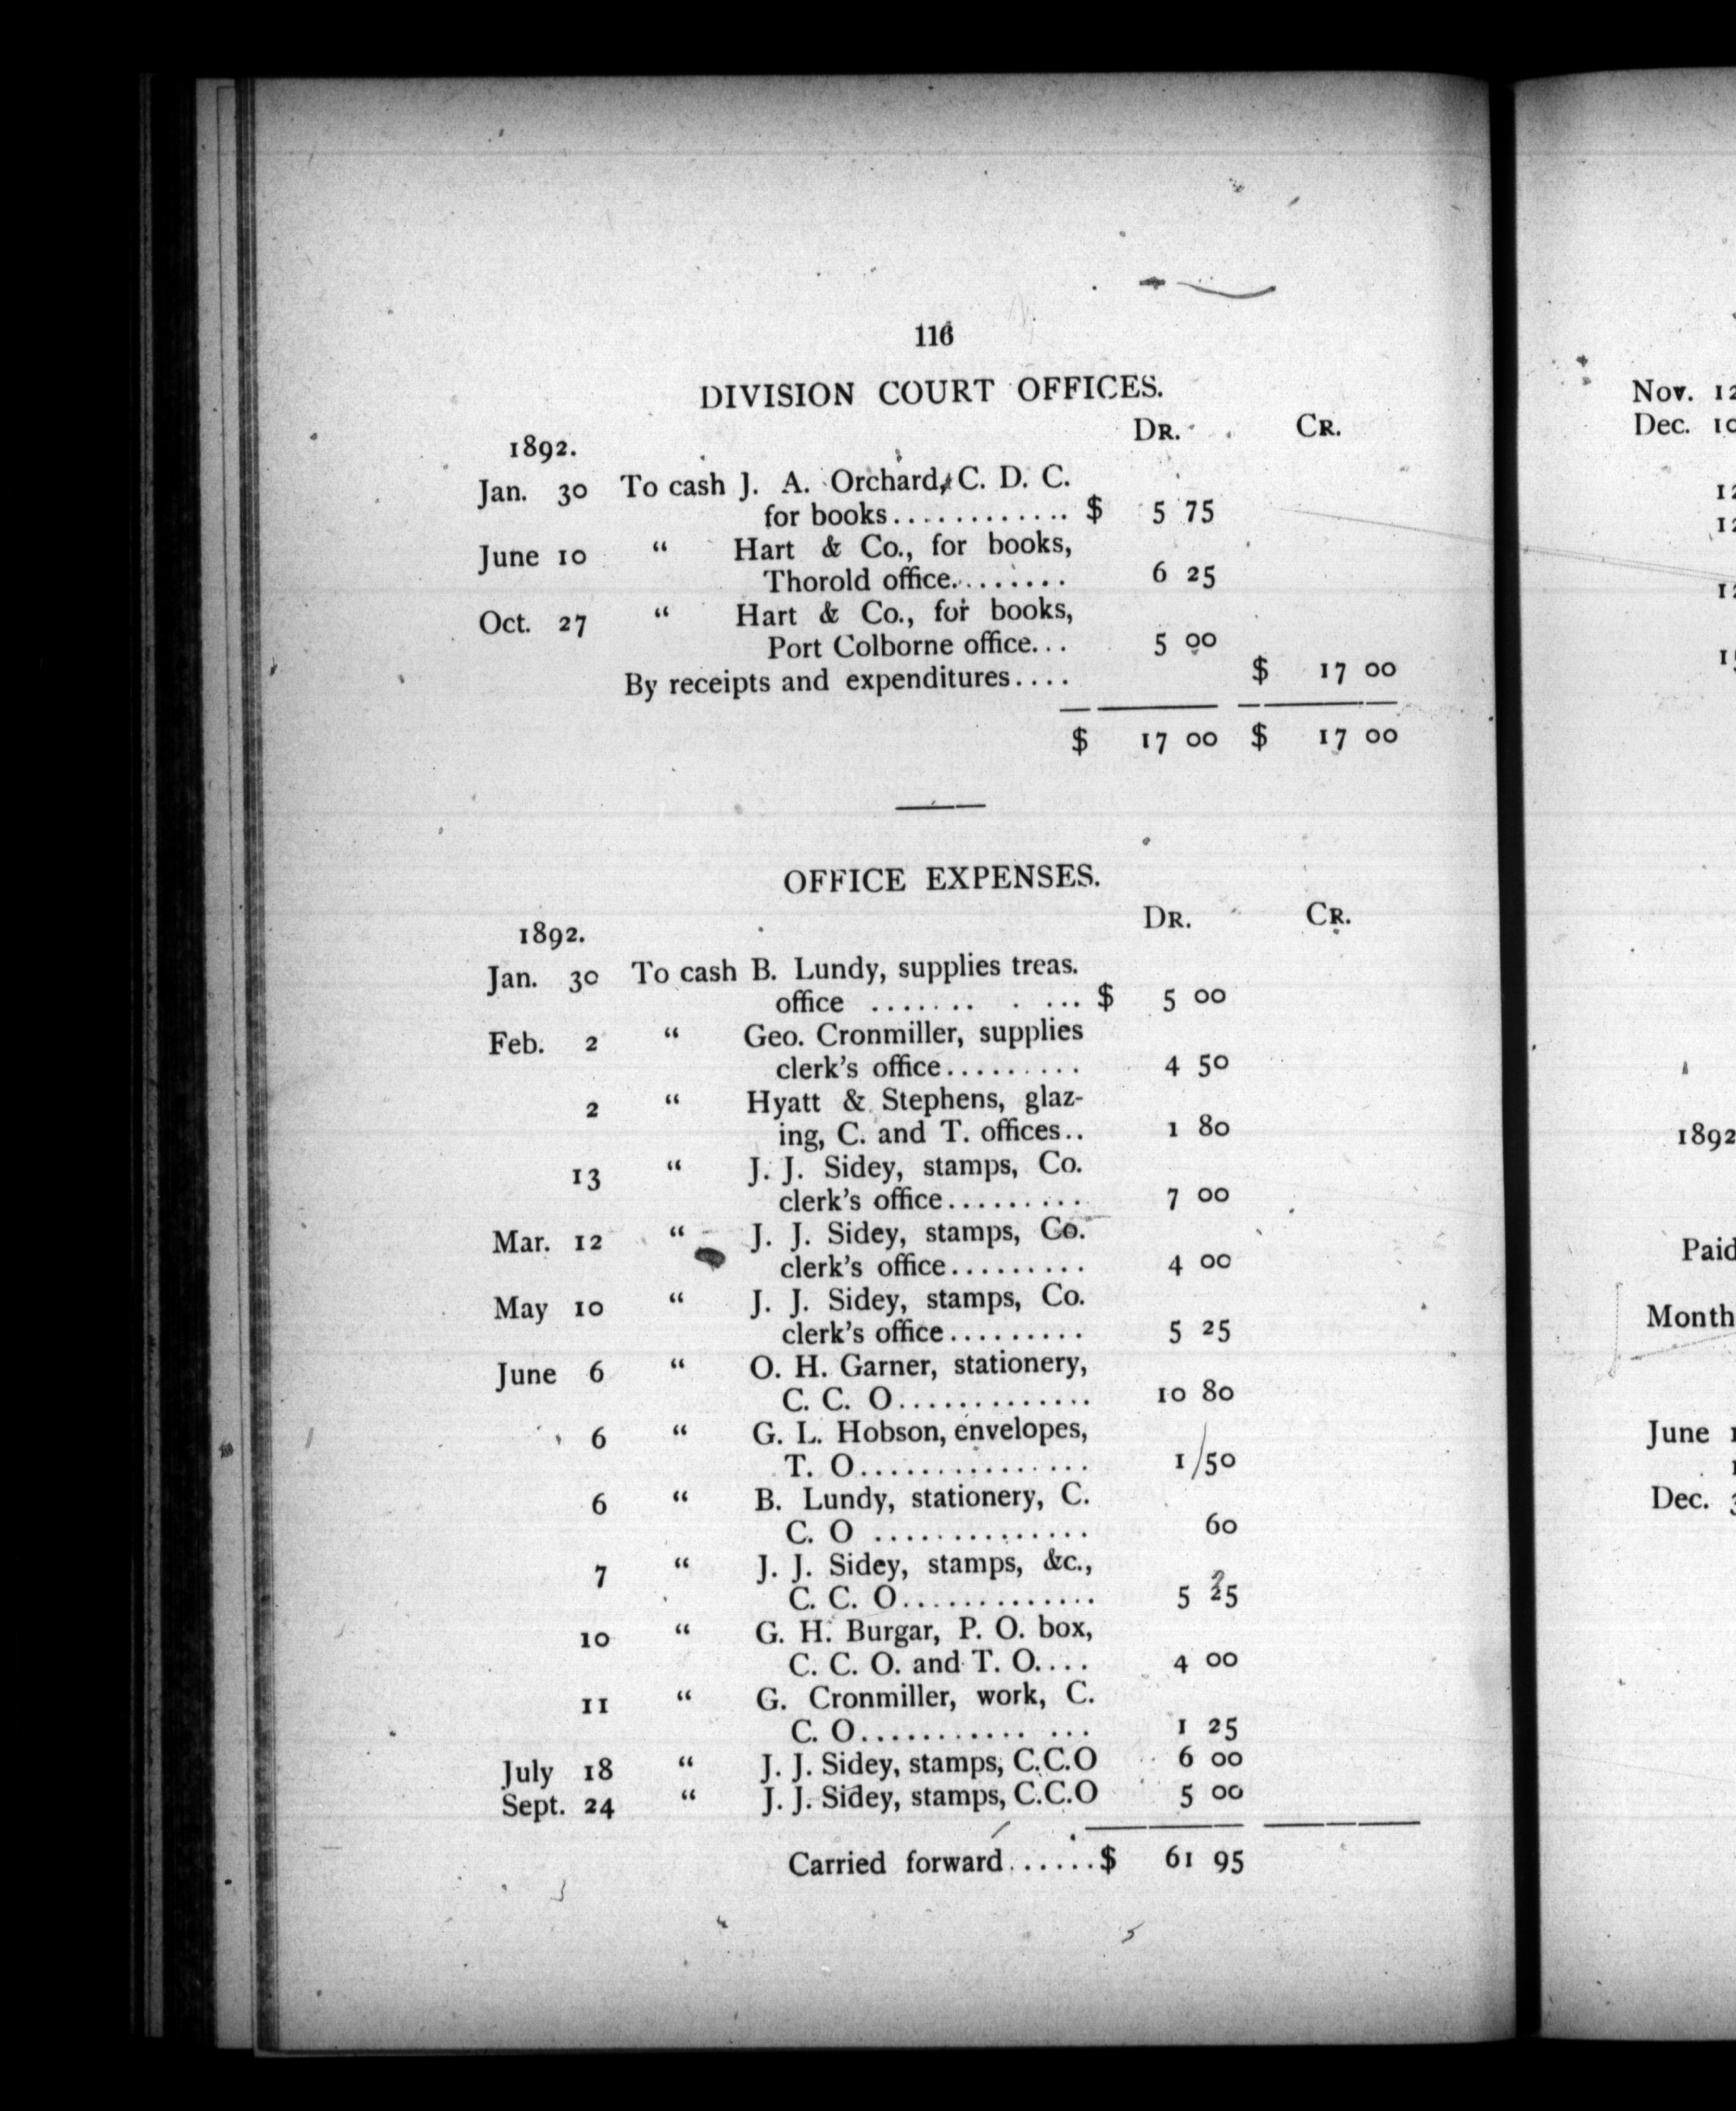 116
DIVISION COURT OFFICES.
DR. CR.
1892.
Jan. 30 To cash J. A. Orchard, C. D. C.
for books............ $ 5 75
June 10 “ Hart & Co., for books,
Thorold office........ 6 25
Oct. 27 “ Hart & Co., for books,
Port Colborne office... 5 00
By receipts and expenditures.... $ 17 00
$ 17 00 $ 17 00
OFFICE EXPENSES.
DR. CR.
1892.
Jan. 30 To cash B. Lundy, supplies treas.
office ....... . ... $ 5 00
Feb. 2 “ Geo. Cronmiller, supplies
clerk's office......... 4 50
2 “ Hyatt & Stephens, glaz-
ing, C. and T. offices.. 1 80
13 “ J. J. Sidey, stamps, Co.
clerk's office......... 7 00
Mar. 12 “ J. J. Sidey, stamps, Co.
clerk's office......... 4 00
May 10 “ J. J. Sidey, stamps, Co.
clerk's office......... 5 25
June 6 “ O. H. Garner, stationery,
C. C. O............. 10 80
6 “ G. L. Hobson, envelopes,
T. O............... 1 50
6 “ B. Lundy, stationery, C.
C. O .............. 60
7 “ J. J. Sidey, stamps, &c.,
C. C. O............. 5 25
10 “ G. H. Burgar, P. O. box,
C. C. O. and T. O.... 4 00
11 “ G. Cronmiller, work, C.
C. O........... ... 1 25
July 18 “ J. J. Sidey, stamps, C.C.O 6 00
Sept. 24 “ J. J. Sidey, stamps, C.C.O 5 00
Carried forward......$ 61 95
Nov. 12
Dec. 10
12
12
12
1892
Paid
Month
June 1
Dec.